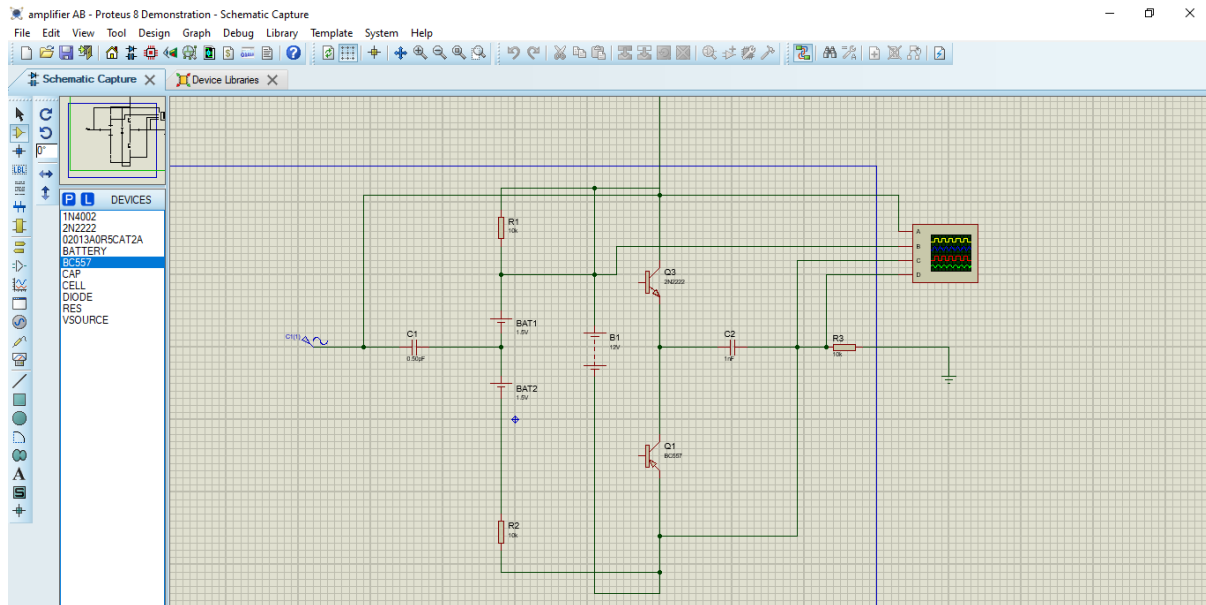 amplifier AB - Proteus 8 Demonstration - Schematic Capture
File Edit View Tool Design Graph Debug Library Template System Help
Schematic Capture
Device Libraries
LBL
0°
P L DEVICES
1N4002
2N2222
02013A0R5CAT2A
BATTERY
BC557
CAP
CELL
DIODE
RES
VSOURCE
A
S
R1
10k
A
B
C
D
Q3
2N2222
BAT1
1.5V
C1(1)
C1
0.50pF
B1
12V
C2
1nF
R3
10k
BAT2
1.5V
Q1
BC557
R2
10k